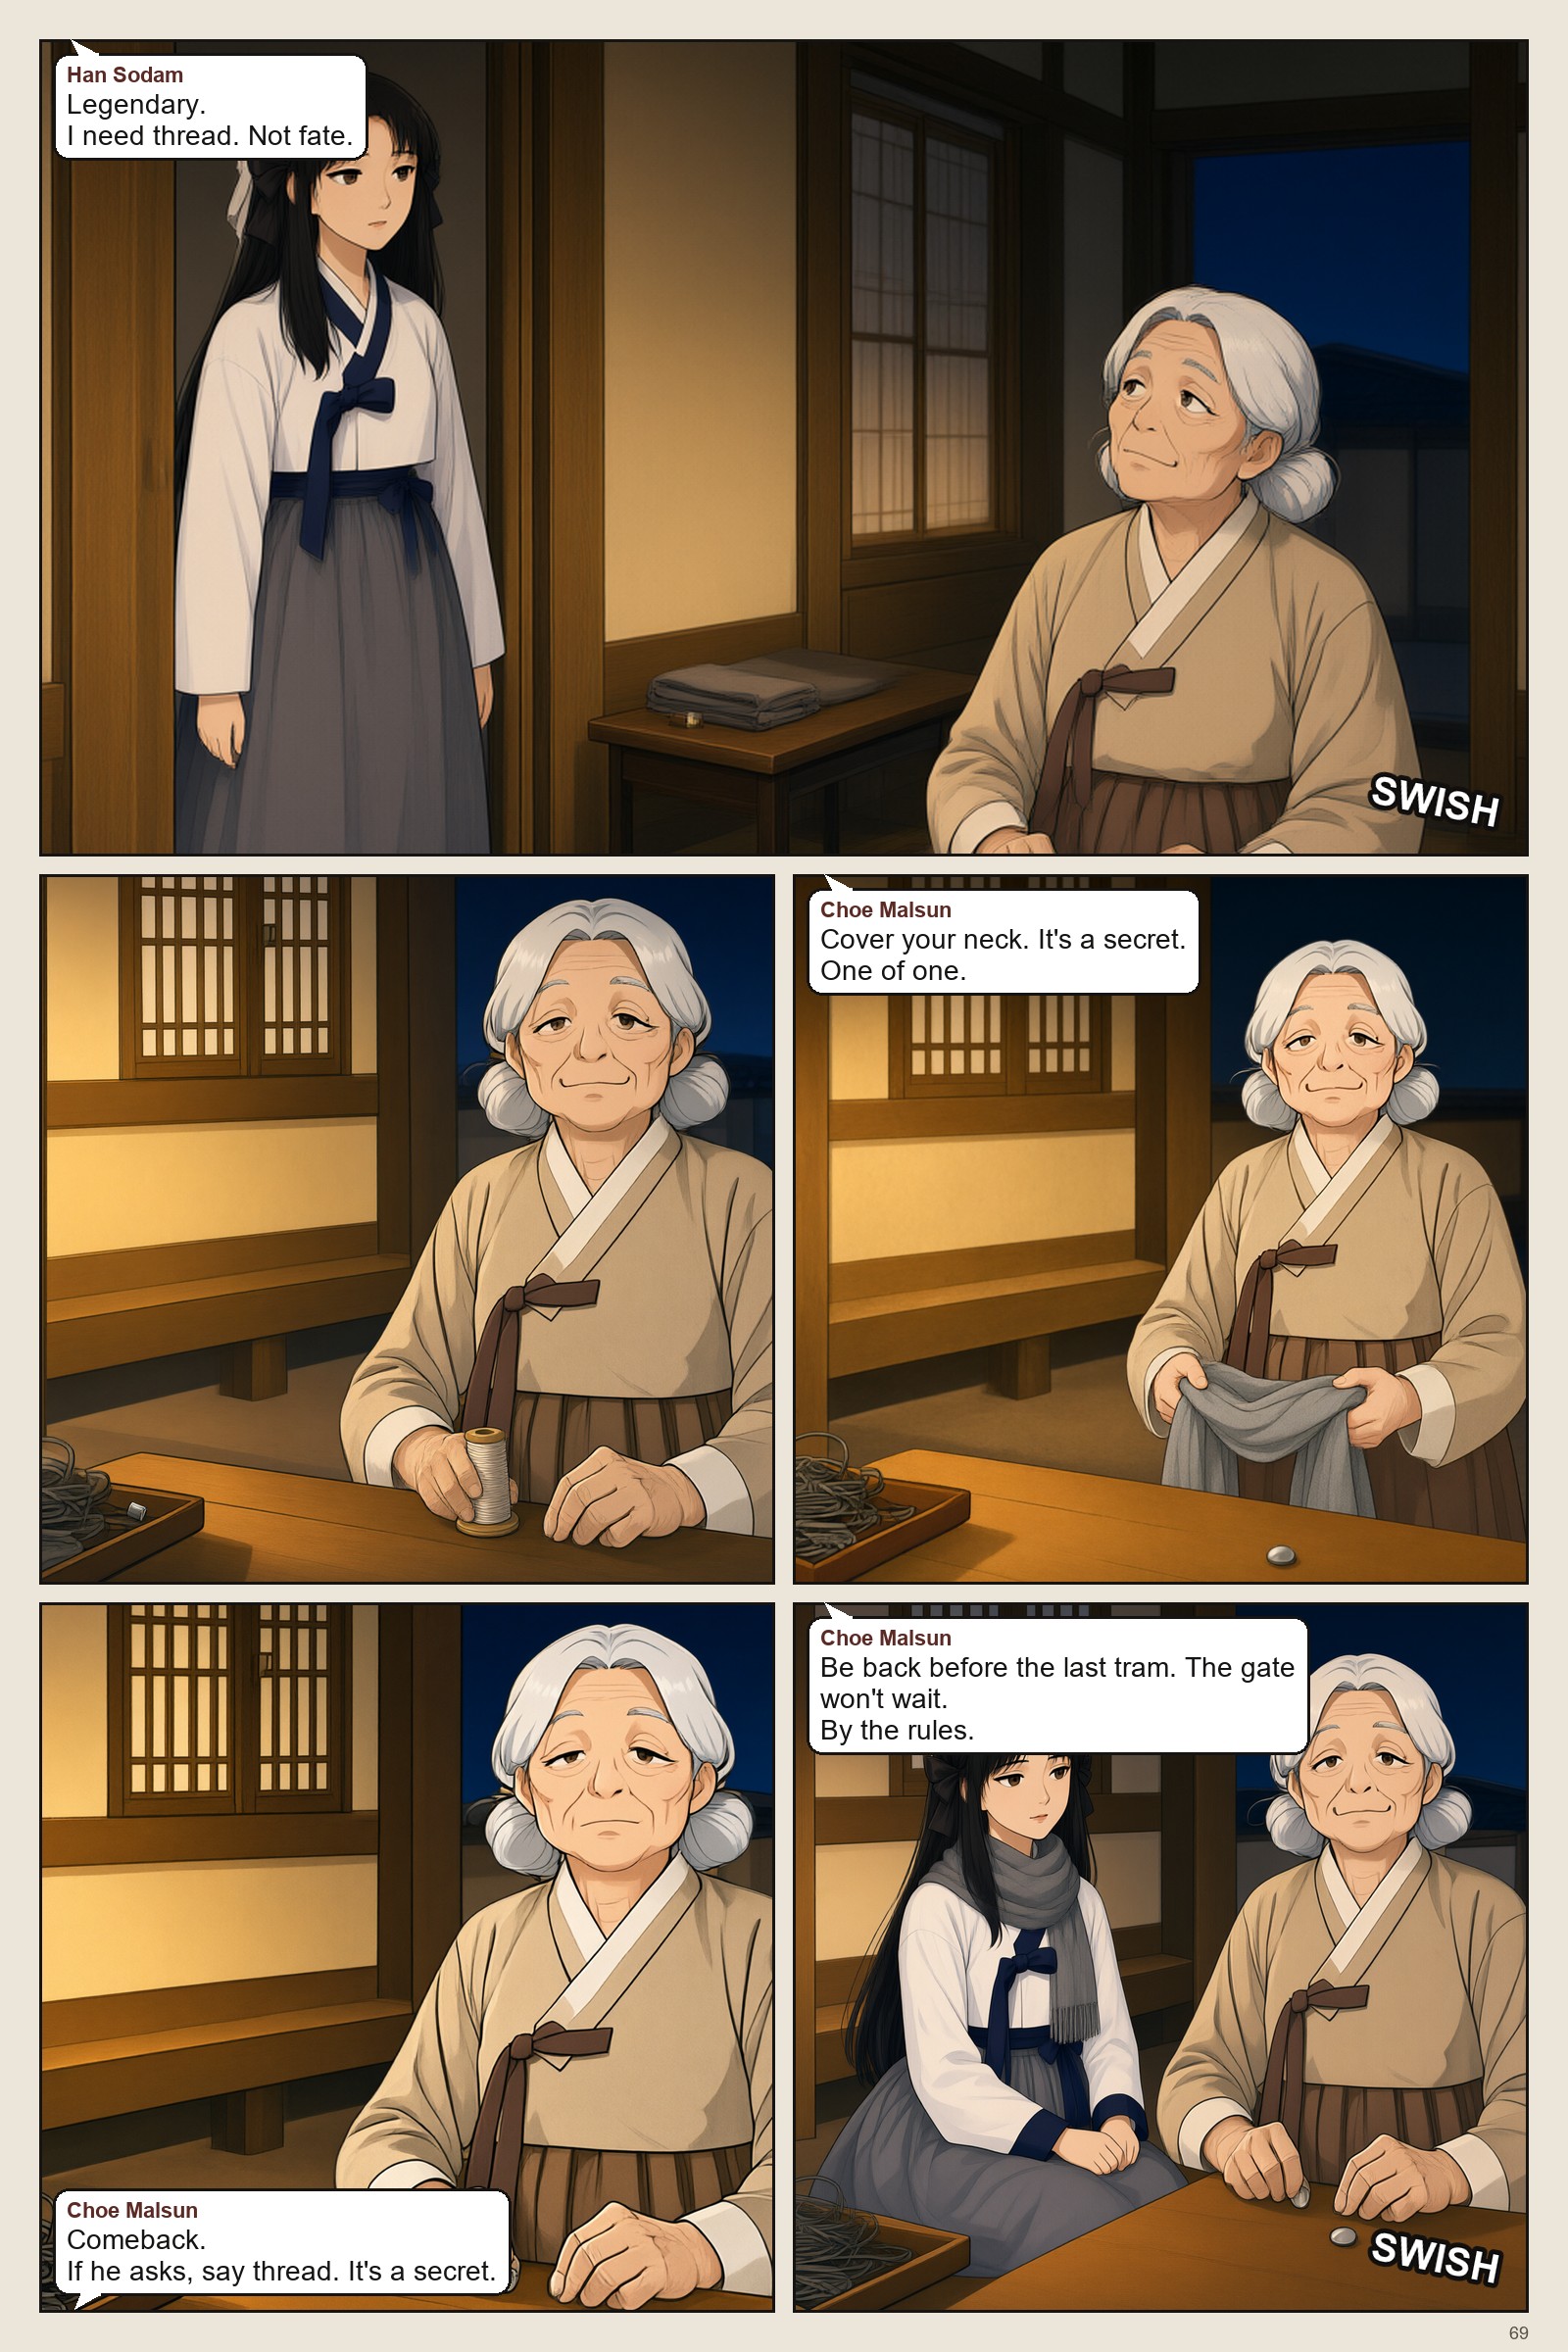 Han Sodam
Legendary.
I need thread. Not fate.
SWISH
Choe Malsun
Cover your neck. It's a secret.
One of one.
Choe Malsun
Comeback.
If he asks, say thread. It's a secret.
Choe Malsun
Be back before the last tram. The gate
won't wait.
By the rules.
SWISH
69